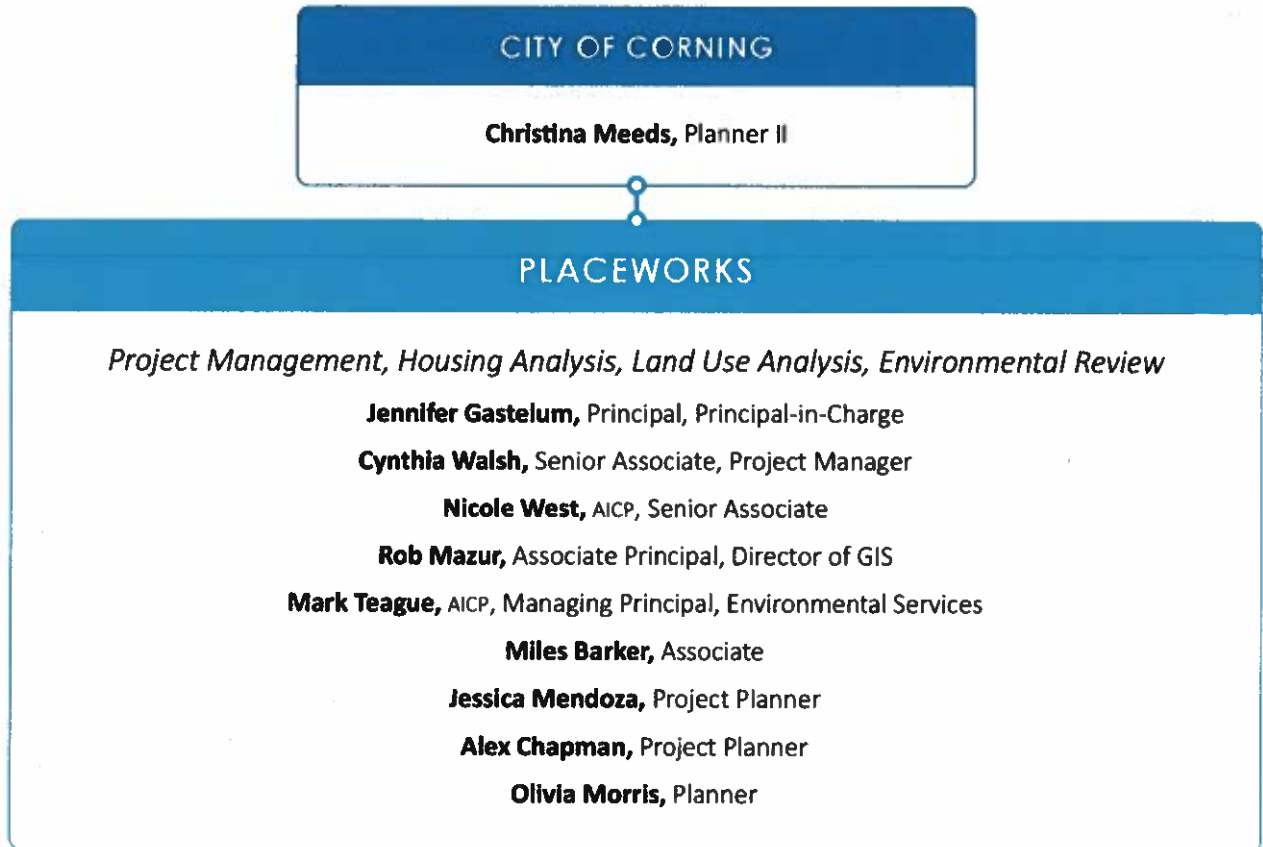 CITY OF CORNING
Christina Meeds, Planner II
PLACEWORKS
Project Management, Housing Analysis, Land Use Analysis, Environmental Review
Jennifer Gastelum, Principal, Principal-in-Charge
Cynthia Walsh, Senior Associate, Project Manager
Nicole West, AICP, Senior Associate
Rob Mazur, Associate Principal, Director of GIS
Mark Teague, AICP, Managing Principal, Environmental Services
Miles Barker, Associate
Jessica Mendoza, Project Planner
Alex Chapman, Project Planner
Olivia Morris, Planner